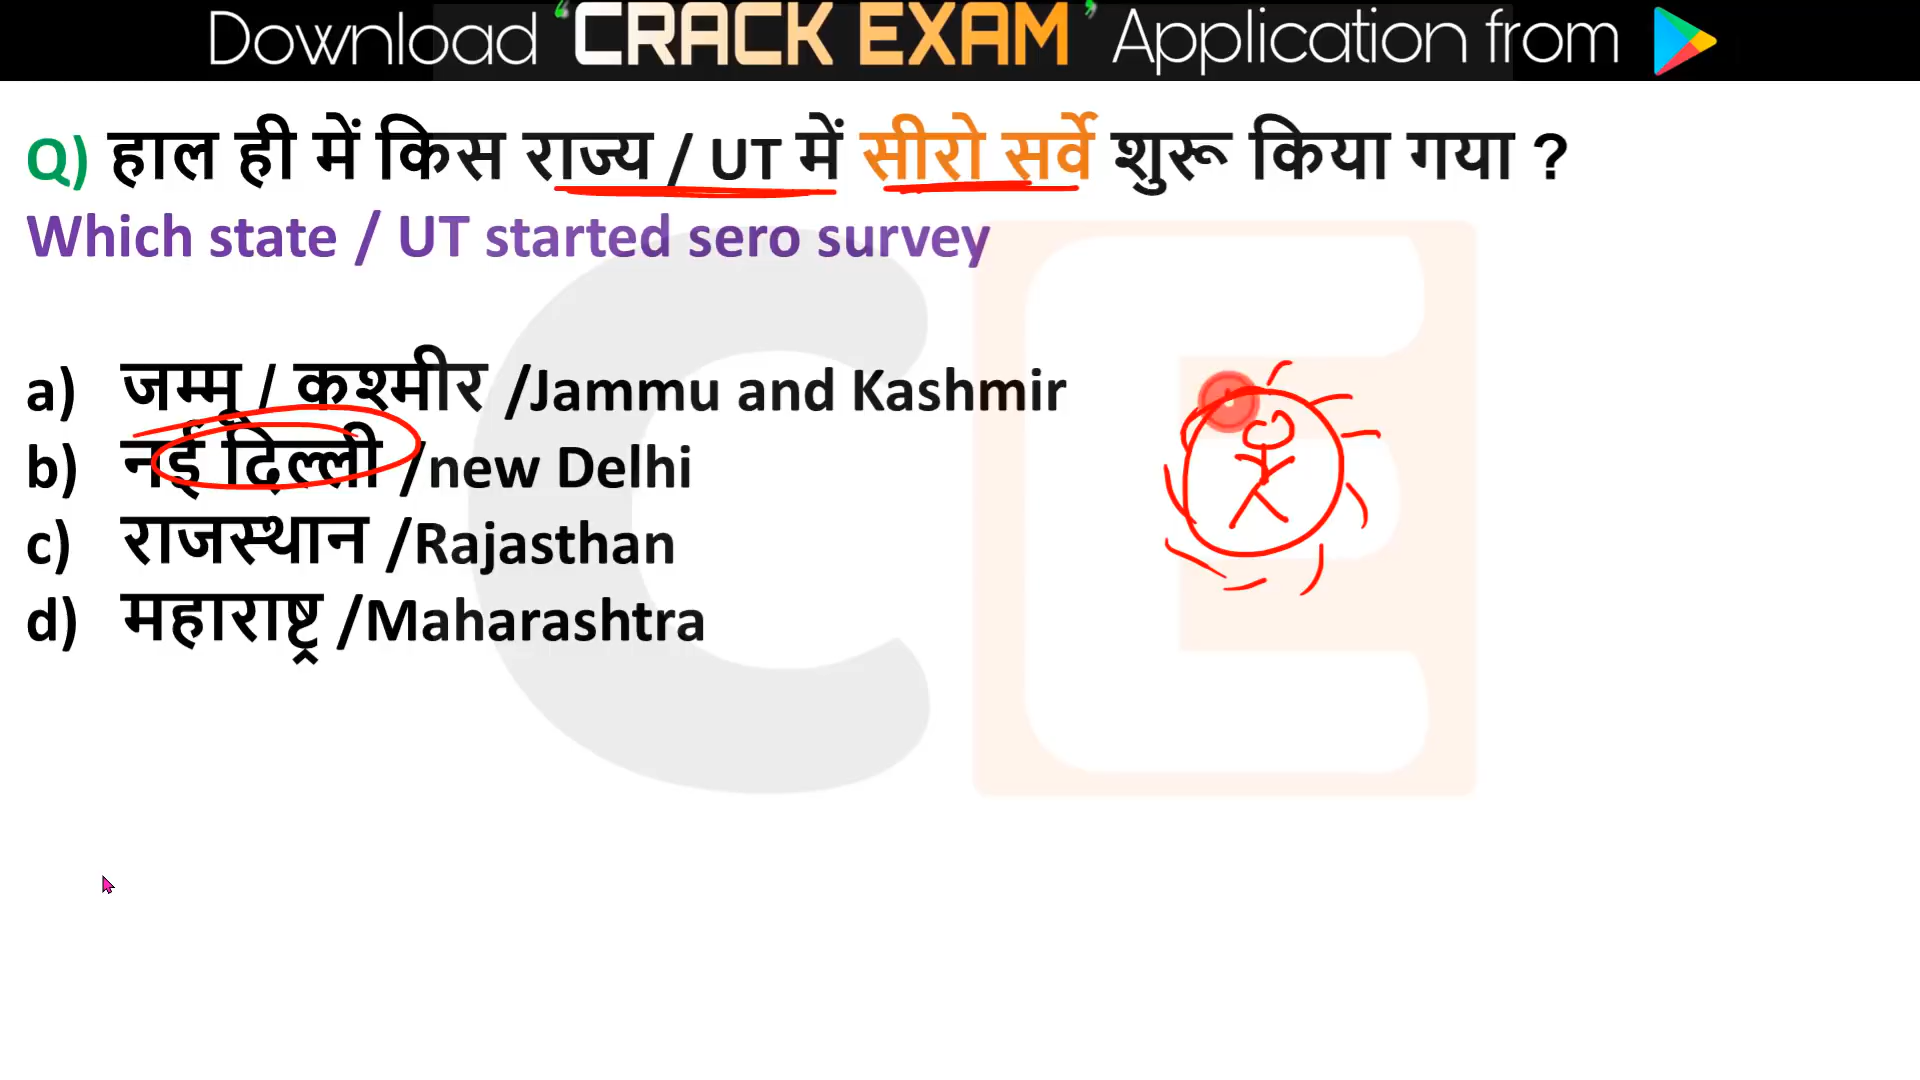 Download ‘CRACK EXAM’ Application from
Q) हाल ही में किस राज्य / UT में सीरो सर्वे शुरू किया गया ?
Which state / UT started sero survey
a) जम्मू / कश्मीर /Jammu and Kashmir
b) नई दिल्ली /new Delhi
c) राजस्थान /Rajasthan
d) महाराष्ट्र /Maharashtra
CE